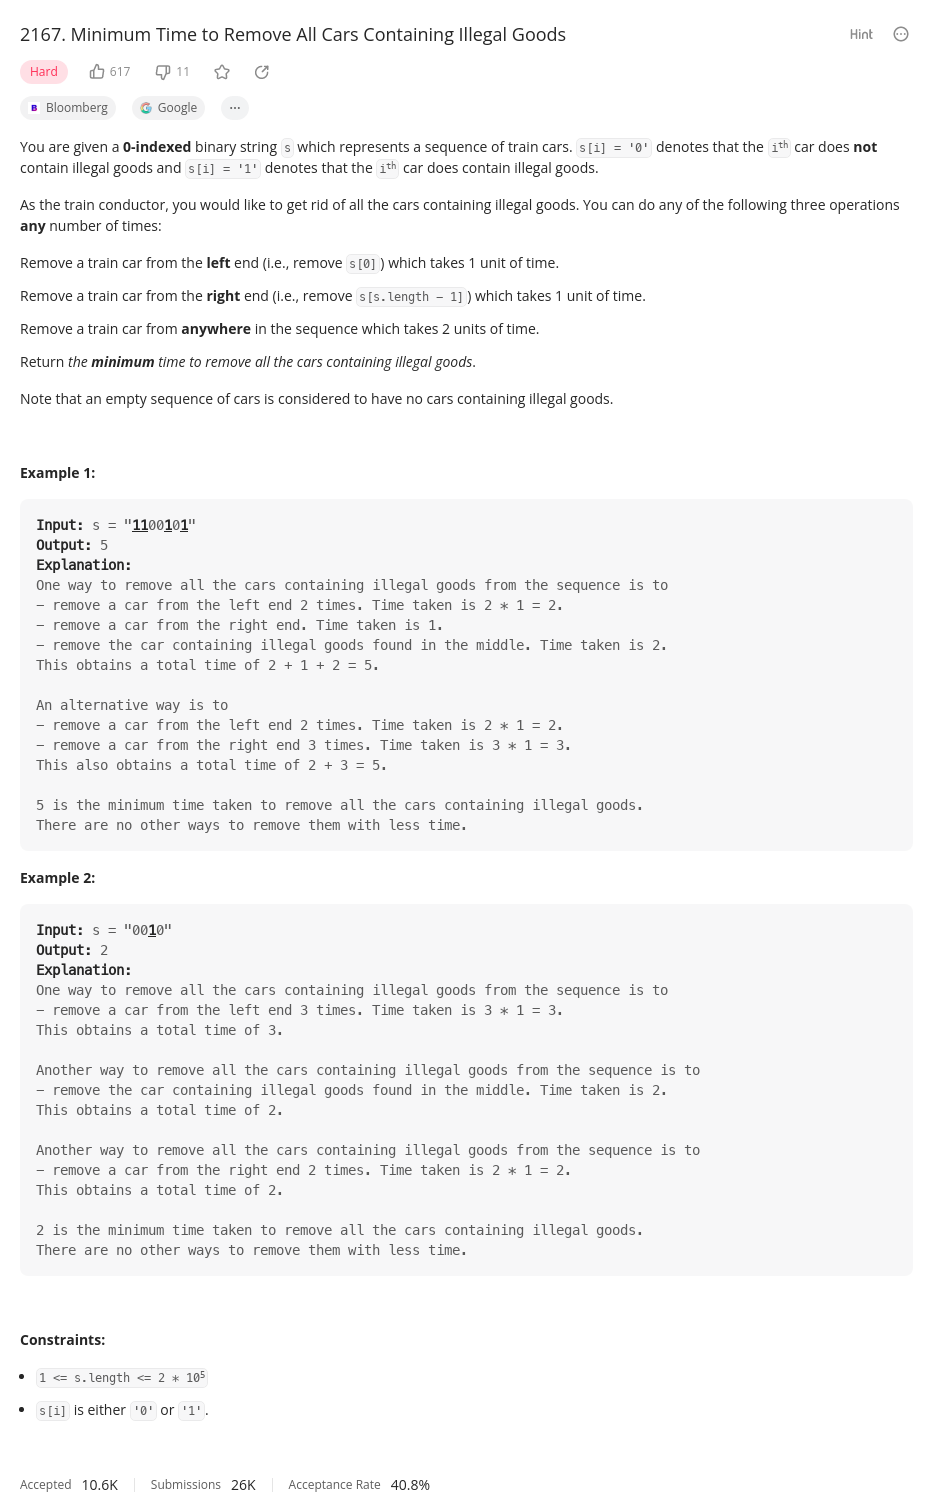 2167. Minimum Time to Remove All Cars Containing Illegal Goods
Hint
Hard 617 11
Bloomberg Google ...
You are given a 0-indexed binary string s which represents a sequence of train cars. s[i] = '0' denotes that the ith car does not
contain illegal goods and s[i] = '1' denotes that the ith car does contain illegal goods.
As the train conductor, you would like to get rid of all the cars containing illegal goods. You can do any of the following three operations
any number of times:
Remove a train car from the left end (i.e., remove s[0]) which takes 1 unit of time.
Remove a train car from the right end (i.e., remove s[s.length − 1]) which takes 1 unit of time.
Remove a train car from anywhere in the sequence which takes 2 units of time.
Return the minimum time to remove all the cars containing illegal goods.
Note that an empty sequence of cars is considered to have no cars containing illegal goods.
Example 1:
Input: s = "1100101"
Output: 5
Explanation:
One way to remove all the cars containing illegal goods from the sequence is to
− remove a car from the left end 2 times. Time taken is 2 * 1 = 2.
− remove a car from the right end. Time taken is 1.
− remove the car containing illegal goods found in the middle. Time taken is 2.
This obtains a total time of 2 + 1 + 2 = 5.
An alternative way is to
− remove a car from the left end 2 times. Time taken is 2 * 1 = 2.
− remove a car from the right end 3 times. Time taken is 3 * 1 = 3.
This also obtains a total time of 2 + 3 = 5.
5 is the minimum time taken to remove all the cars containing illegal goods.
There are no other ways to remove them with less time.
Example 2:
Input: s = "0010"
Output: 2
Explanation:
One way to remove all the cars containing illegal goods from the sequence is to
− remove a car from the left end 3 times. Time taken is 3 * 1 = 3.
This obtains a total time of 3.
Another way to remove all the cars containing illegal goods from the sequence is to
− remove the car containing illegal goods found in the middle. Time taken is 2.
This obtains a total time of 2.
Another way to remove all the cars containing illegal goods from the sequence is to
− remove a car from the right end 2 times. Time taken is 2 * 1 = 2.
This obtains a total time of 2.
2 is the minimum time taken to remove all the cars containing illegal goods.
There are no other ways to remove them with less time.
Constraints:
• 1 <= s.length <= 2 * 10⁵
• s[i] is either '0' or '1'.
Accepted 10.6K Submissions 26K Acceptance Rate 40.8%